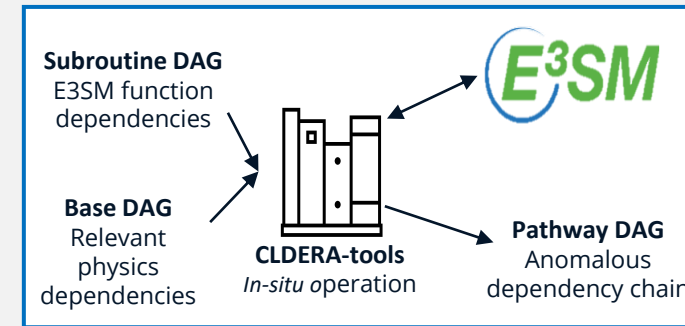 Subroutine DAG
E3SM function
dependencies
E³SM
Base DAG
Relevant
physics
dependencies
CLDERA-tools
In-situ operation
Pathway DAG
Anomalous
dependency chain